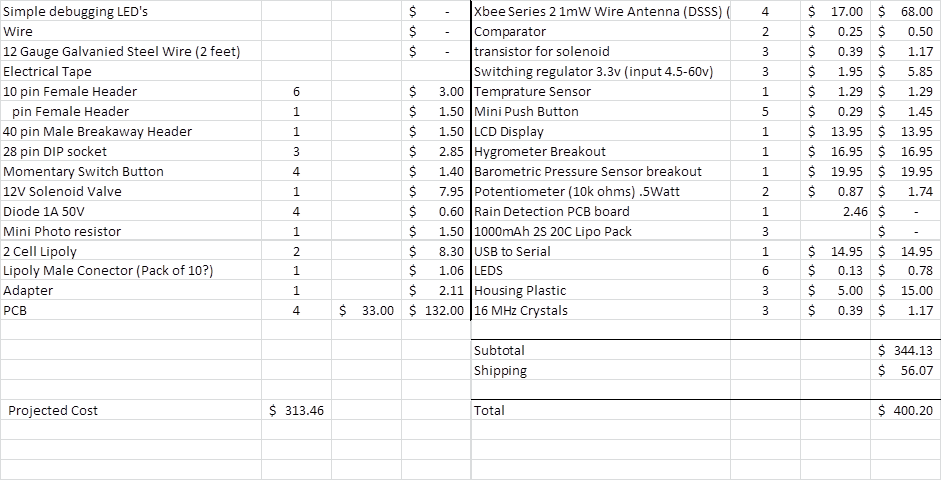 Simple debugging LED's $ - Xbee Series 2 1mW Wire Antenna (DSSS) ( 4 $ 17.00 $ 68.00
Wire $ - Comparator 2 $ 0.25 $ 0.50
12 Gauge Galvanied Steel Wire (2 feet) $ - transistor for solenoid 3 $ 0.39 $ 1.17
Electrical Tape Switching regulator 3.3v (input 4.5-60v) 3 $ 1.95 $ 5.85
10 pin Female Header 6 $ 3.00 Temprature Sensor 1 $ 1.29 $ 1.29
pin Female Header 1 $ 1.50 Mini Push Button 5 $ 0.29 $ 1.45
40 pin Male Breakaway Header 1 $ 1.50 LCD Display 1 $ 13.95 $ 13.95
28 pin DIP socket 3 $ 2.85 Hygrometer Breakout 1 $ 16.95 $ 16.95
Momentary Switch Button 4 $ 1.40 Barometric Pressure Sensor breakout 1 $ 19.95 $ 19.95
12V Solenoid Valve 1 $ 7.95 Potentiometer (10k ohms) .5Watt 2 $ 0.87 $ 1.74
Diode 1A 50V 4 $ 0.60 Rain Detection PCB board 1 2.46 $ -
Mini Photo resistor 1 $ 1.50 1000mAh 2S 20C Lipo Pack 3 $ -
2 Cell Lipoly 2 $ 8.30 USB to Serial 1 $ 14.95 $ 14.95
Lipoly Male Conector (Pack of 10?) 1 $ 1.06 LEDS 6 $ 0.13 $ 0.78
Adapter 1 $ 2.11 Housing Plastic 3 $ 5.00 $ 15.00
PCB 4 $ 33.00 $ 132.00 16 MHz Crystals 3 $ 0.39 $ 1.17
Subtotal $ 344.13
Shipping $ 56.07
Projected Cost $ 313.46 Total $ 400.20